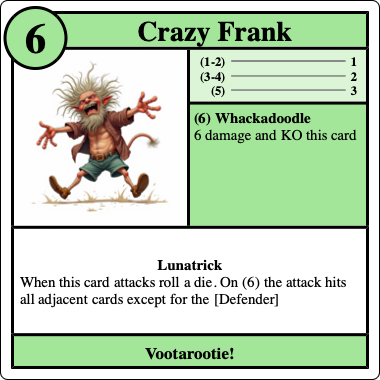 6
Crazy Frank
(1-2) 1
(3-4) 2
(5) 3
(6) Whackadoodle
6 damage and KO this card
Lunatrick
When this card attacks roll a die. On (6) the attack hits
all adjacent cards except for the [Defender]
Vootarootie!